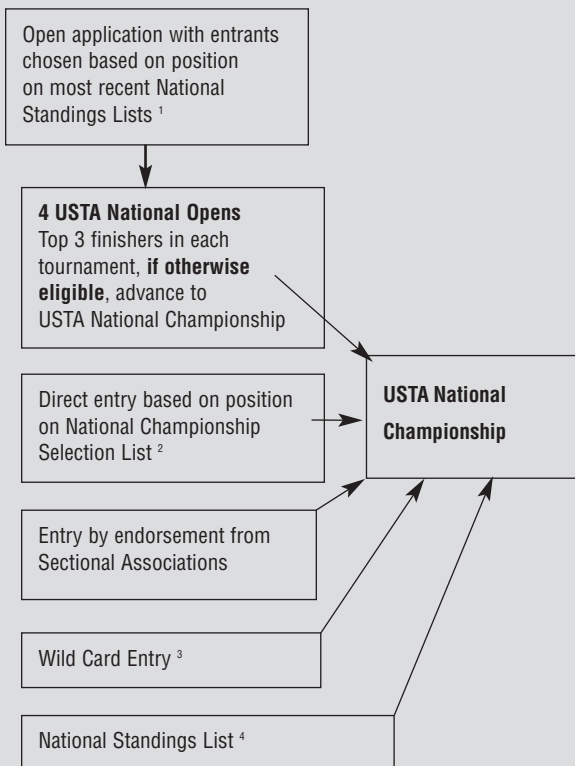 Open application with entrants
chosen based on position
on most recent National
Standings Lists 1
4 USTA National Opens
Top 3 finishers in each
tournament, if otherwise
eligible, advance to
USTA National Championship
Direct entry based on position
on National Championship
Selection List 2
USTA National
Championship
Entry by endorsement from
Sectional Associations
Wild Card Entry 3
National Standings List 4